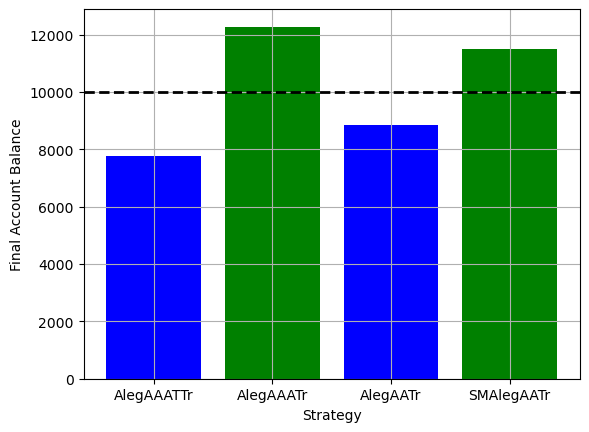 Final Account Balance
12000
10000
8000
6000
4000
2000
0
AlegAAATTr AlegAAATr AlegAATr SMAlegAATr
Strategy